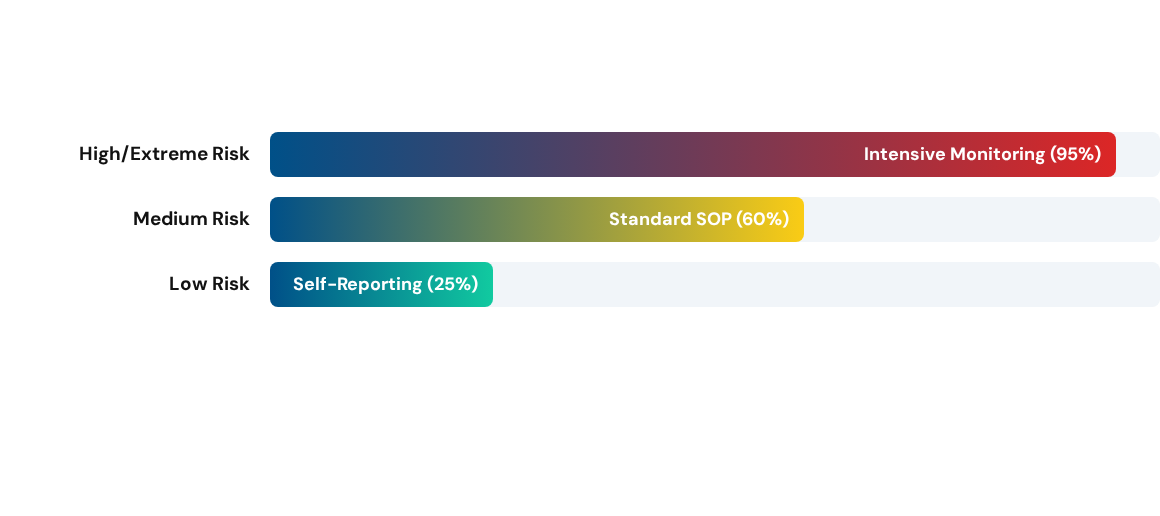 High/Extreme Risk Intensive Monitoring (95%)
Medium Risk Standard SOP (60%)
Low Risk Self-Reporting (25%)